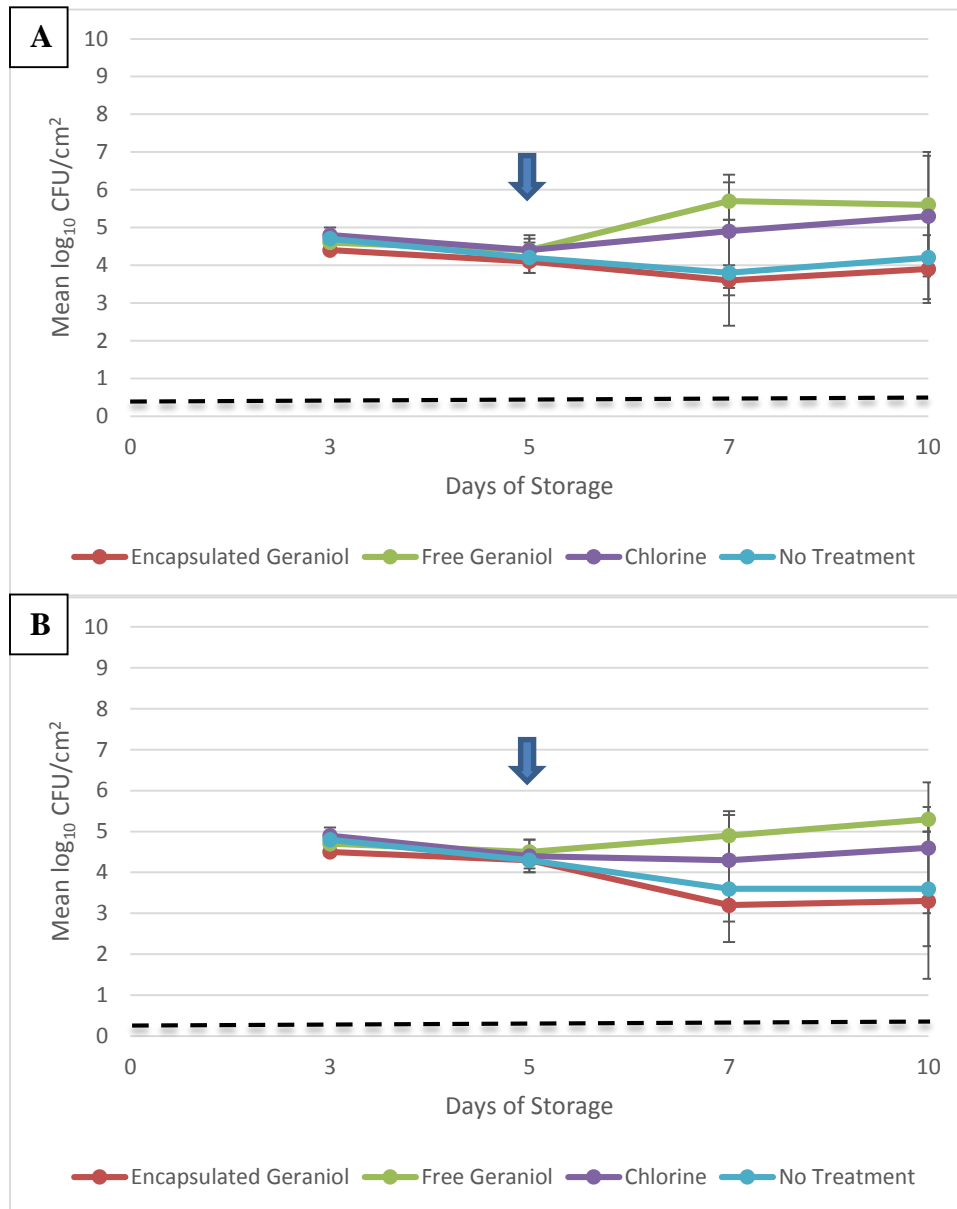 A
10
9
8
7
6
5
4
3
2
1
0
Mean log₁₀ CFU/cm²
0 3 5 7 10
Days of Storage
Encapsulated Geraniol Free Geraniol Chlorine No Treatment
B
10
9
8
7
6
5
4
3
2
1
0
Mean log₁₀ CFU/cm²
0 3 5 7 10
Days of Storage
Encapsulated Geraniol Free Geraniol Chlorine No Treatment